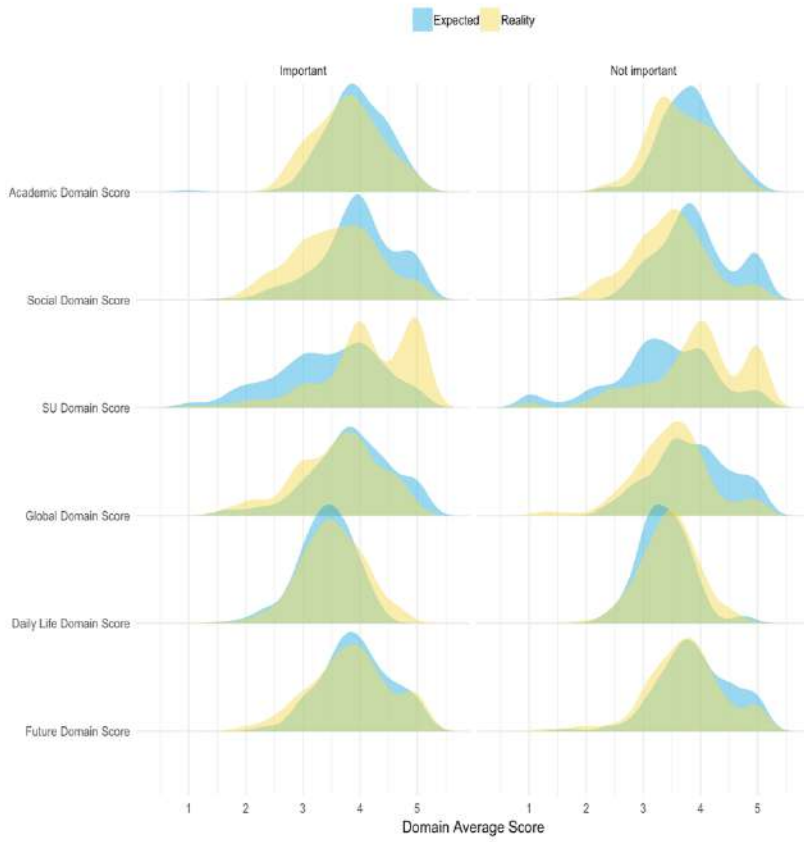 Expected Reality
Important Not important
Academic Domain Score
Social Domain Score
SU Domain Score
Global Domain Score
Daily Life Domain Score
Future Domain Score
1 2 3 4 5 1 2 3 4 5
Domain Average Score